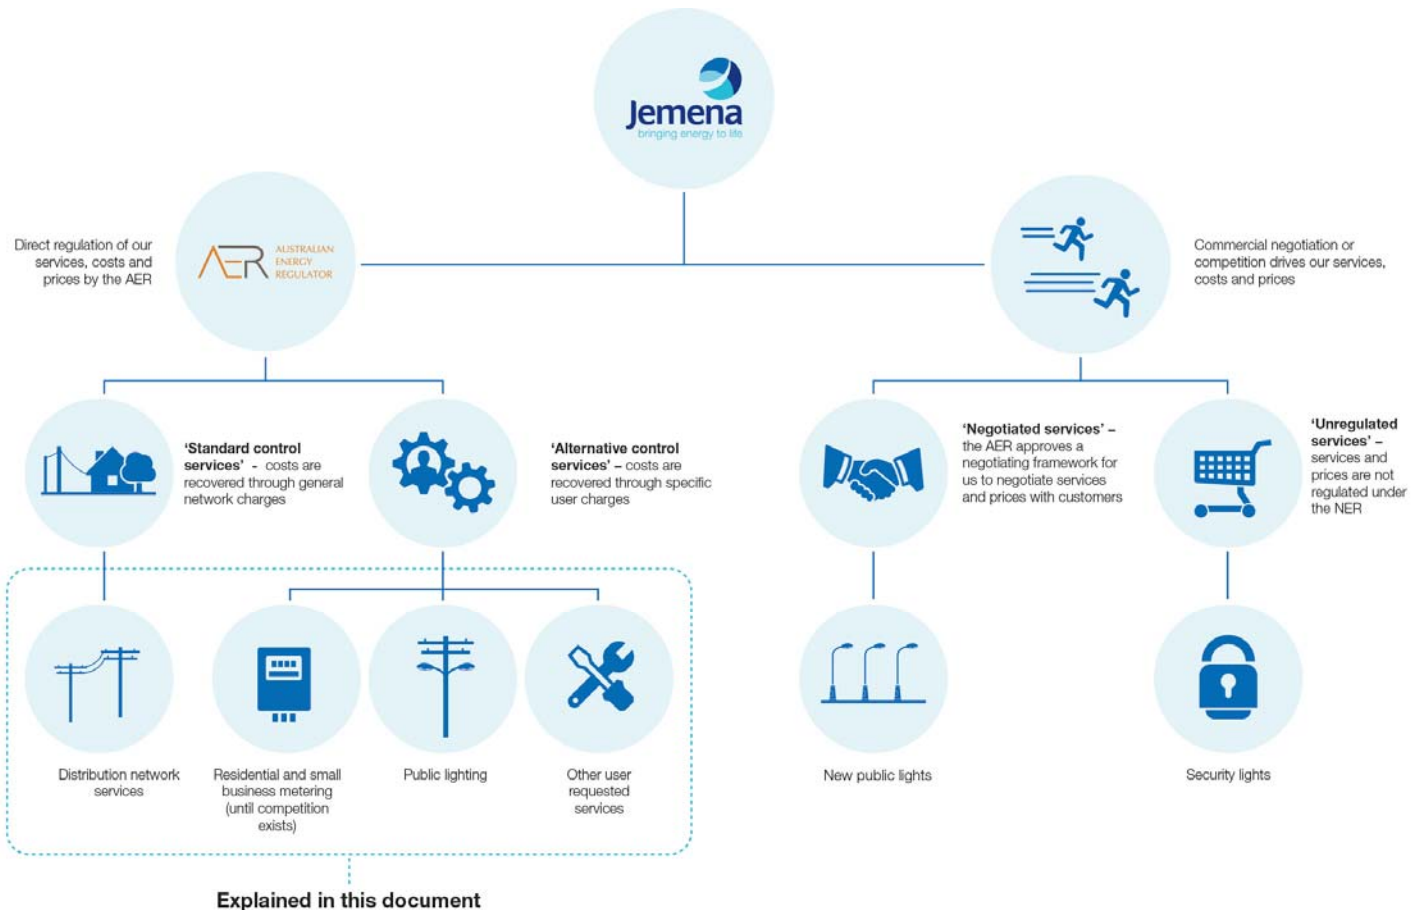 Jemena
bringing energy to life
Direct regulation of our
services, costs and
prices by the AER
AER
AUSTRALIAN
ENERGY
REGULATOR
Commercial negotiation or
competition drives our services,
costs and prices
‘Standard control
services’ - costs are
recovered through general
network charges
‘Alternative control
services’ – costs are
recovered through specific
user charges
‘Negotiated services’ –
the AER approves a
negotiating framework for
us to negotiate services
and prices with customers
‘Unregulated
services’ –
services and
prices are not
regulated under
the NER
Distribution network
services
Residential and small
business metering
(until competition
exists)
Public lighting
Other user
requested
services
New public lights
Security lights
Explained in this document